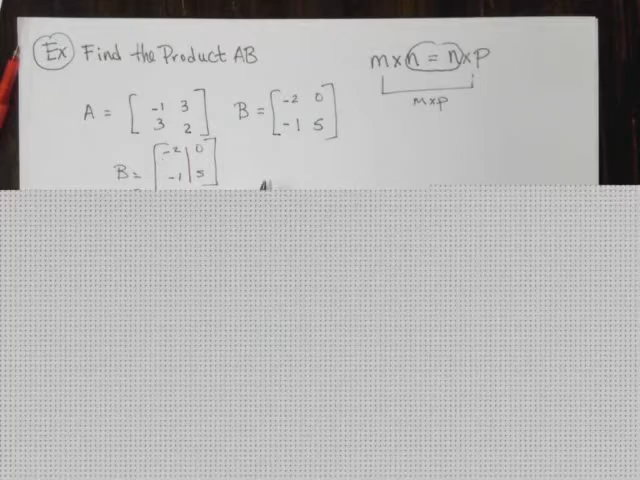 Ex Find the Product AB
m x n = n x p
m x p
A = [ -1 3 B = [ -2 0
3 2 ] -1 5 ]
B = [ -2 | 0
-1 | 5 ]